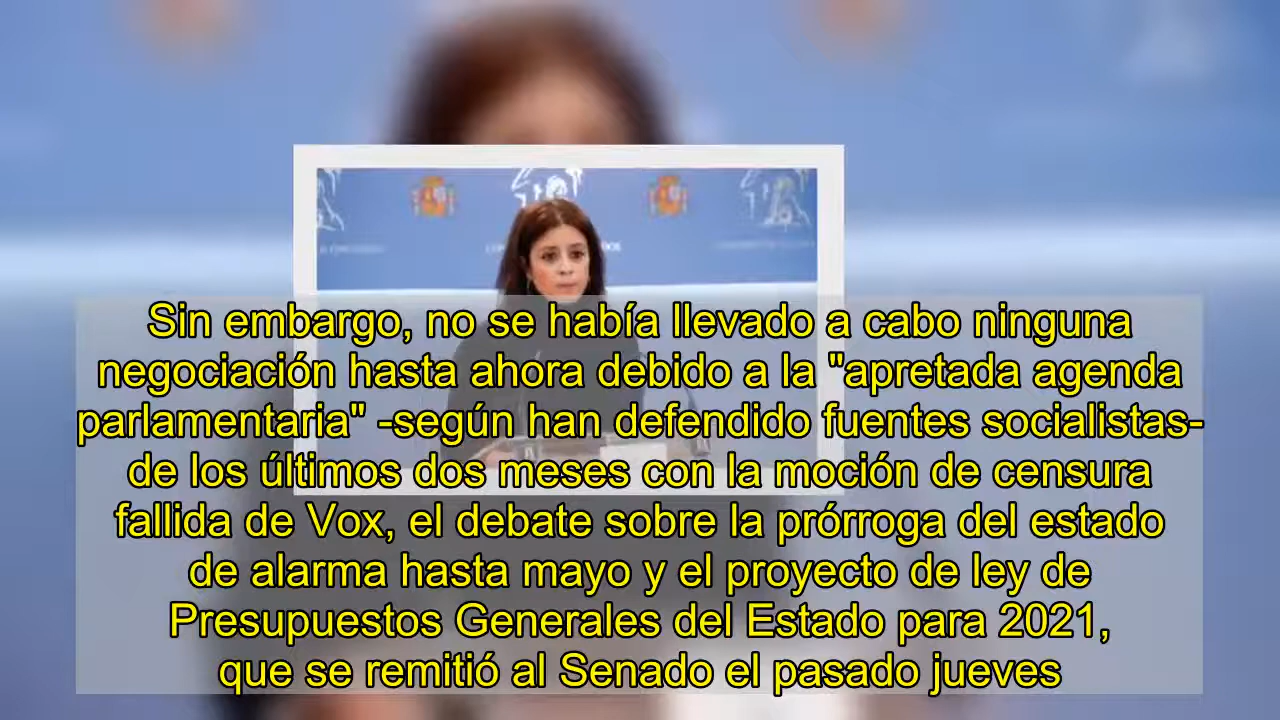 Sin embargo, no se había llevado a cabo ninguna
negociación hasta ahora debido a la "apretada agenda
parlamentaria" -según han defendido fuentes socialistas-
de los últimos dos meses con la moción de censura
fallida de Vox, el debate sobre la prórroga del estado
de alarma hasta mayo y el proyecto de ley de
Presupuestos Generales del Estado para 2021,
que se remitió al Senado el pasado jueves